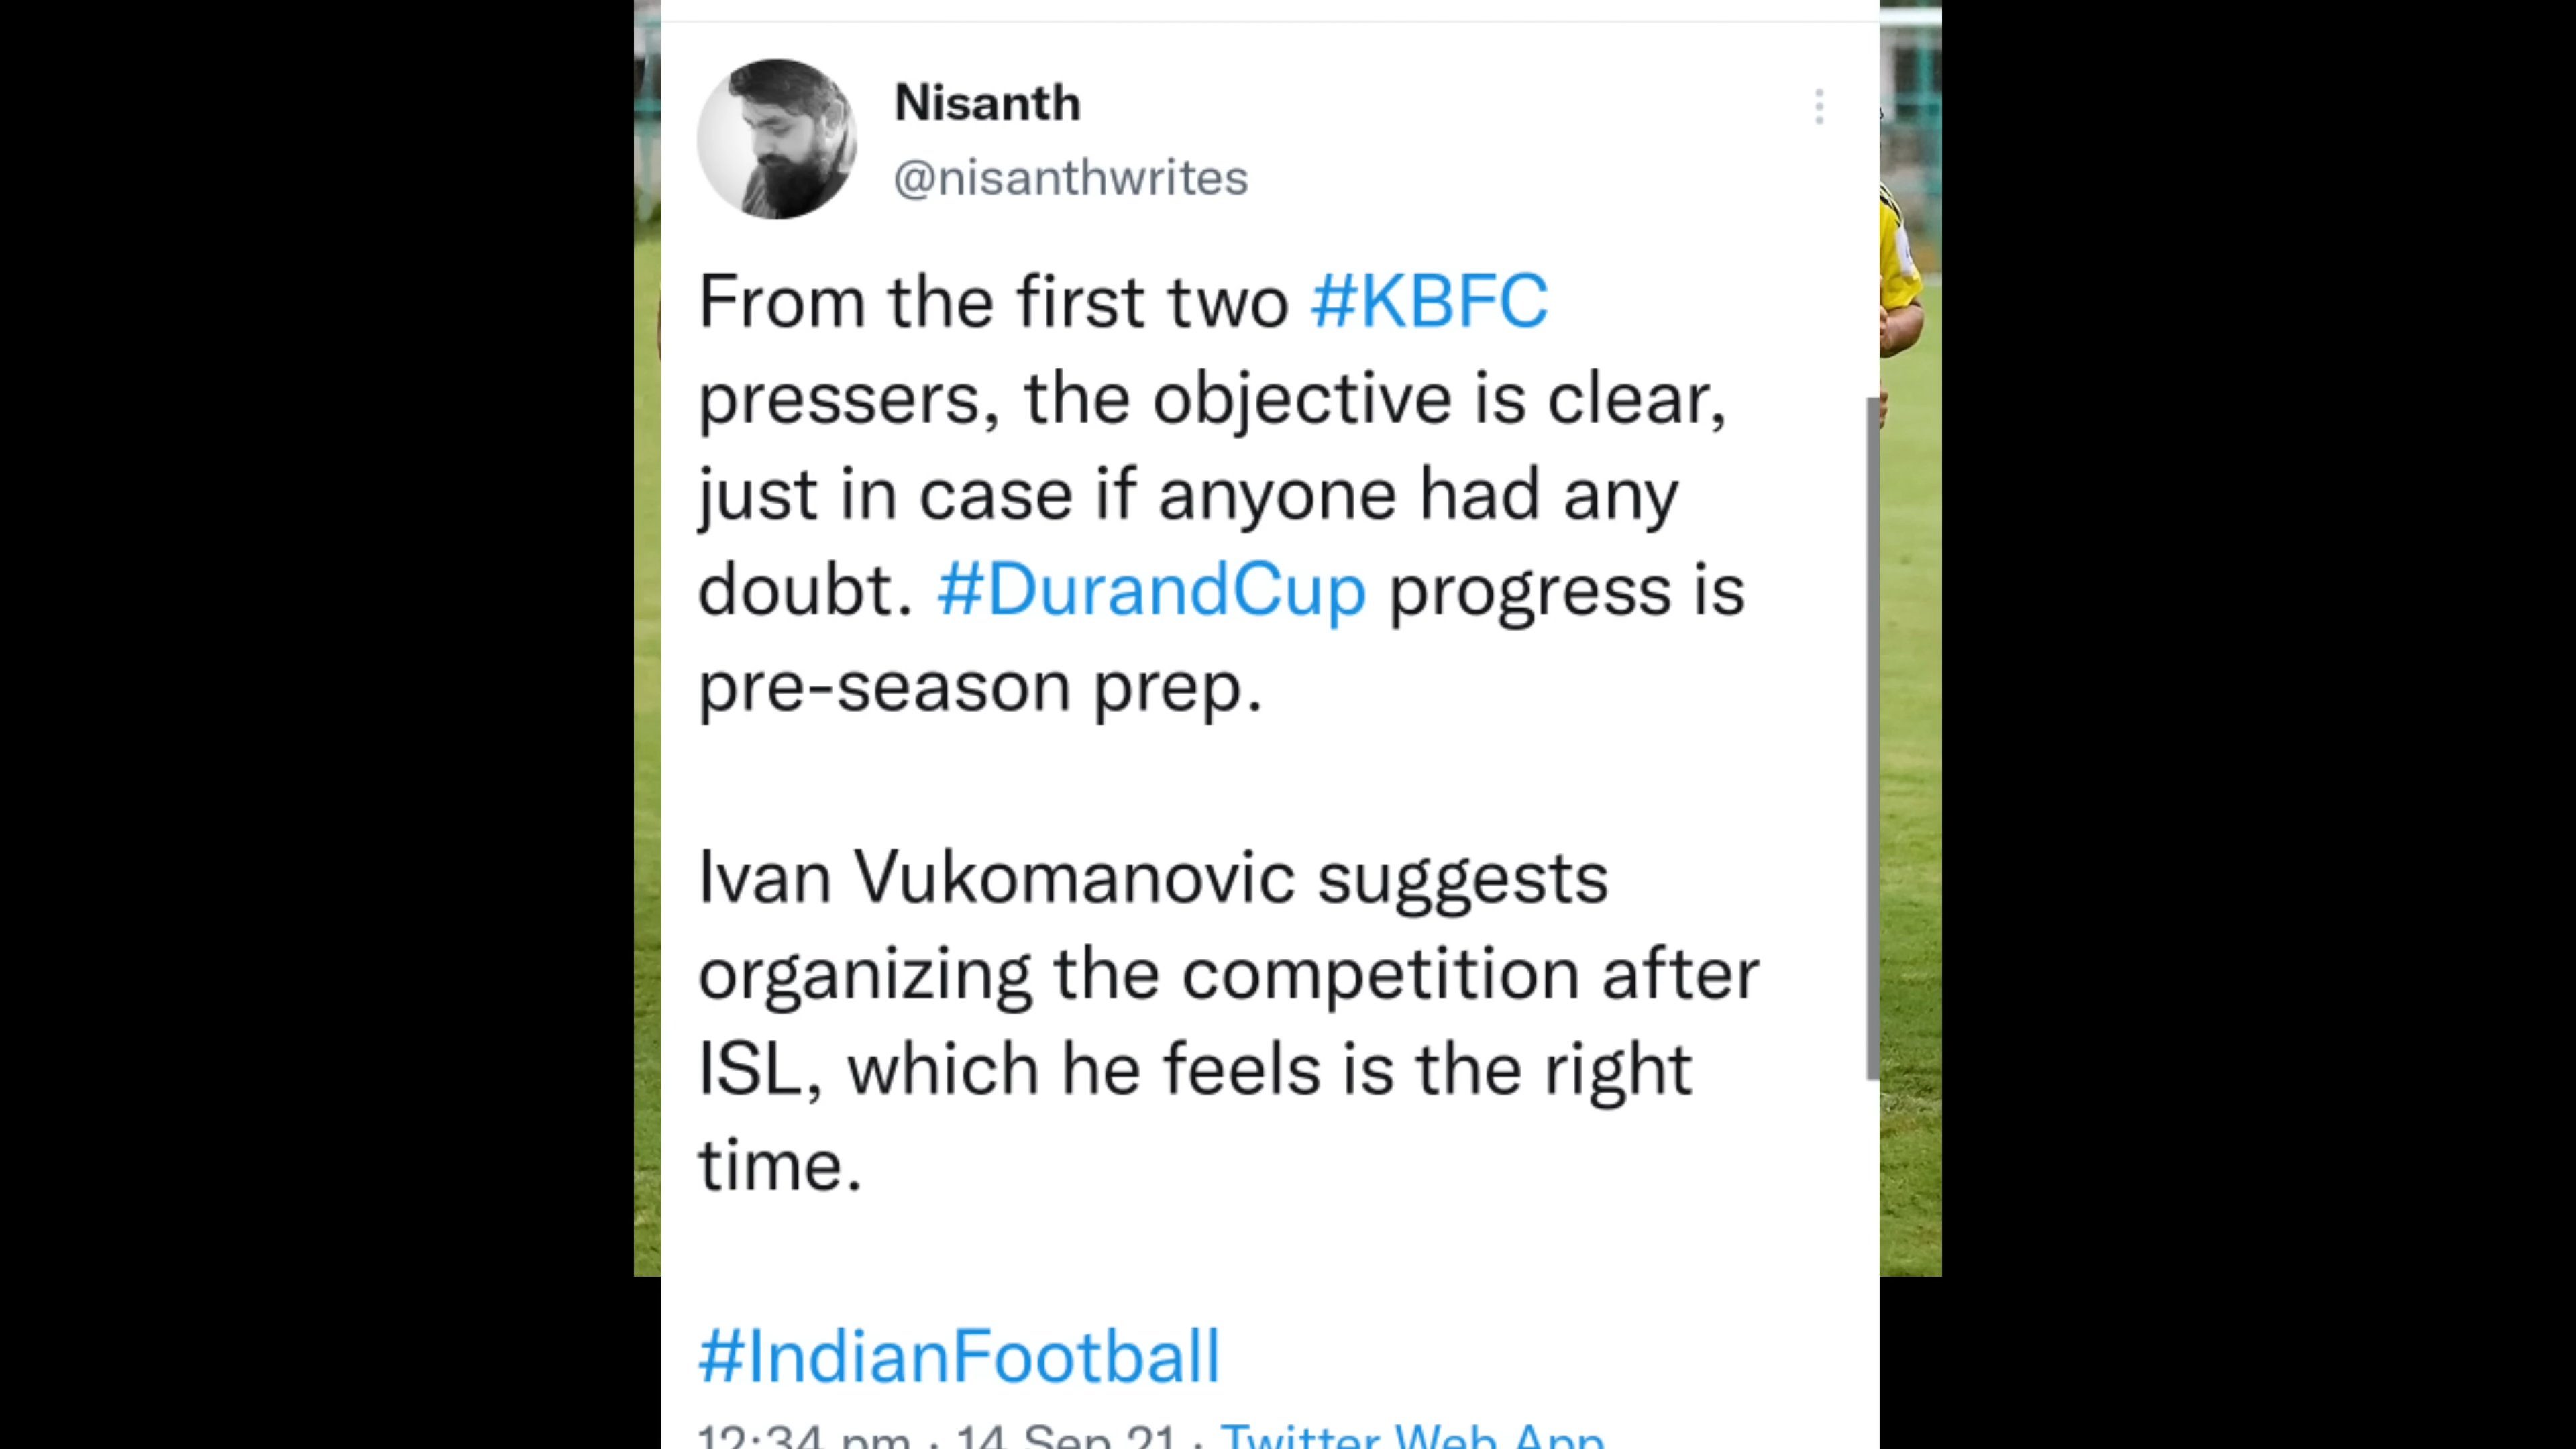 Nisanth
@nisanthwrites
From the first two #KBFC
pressers, the objective is clear,
just in case if anyone had any
doubt. #DurandCup progress is
pre-season prep.
Ivan Vukomanovic suggests
organizing the competition after
ISL, which he feels is the right
time.
#IndianFootball
12:34 pm · 14 Sep 21 · Twitter Web App